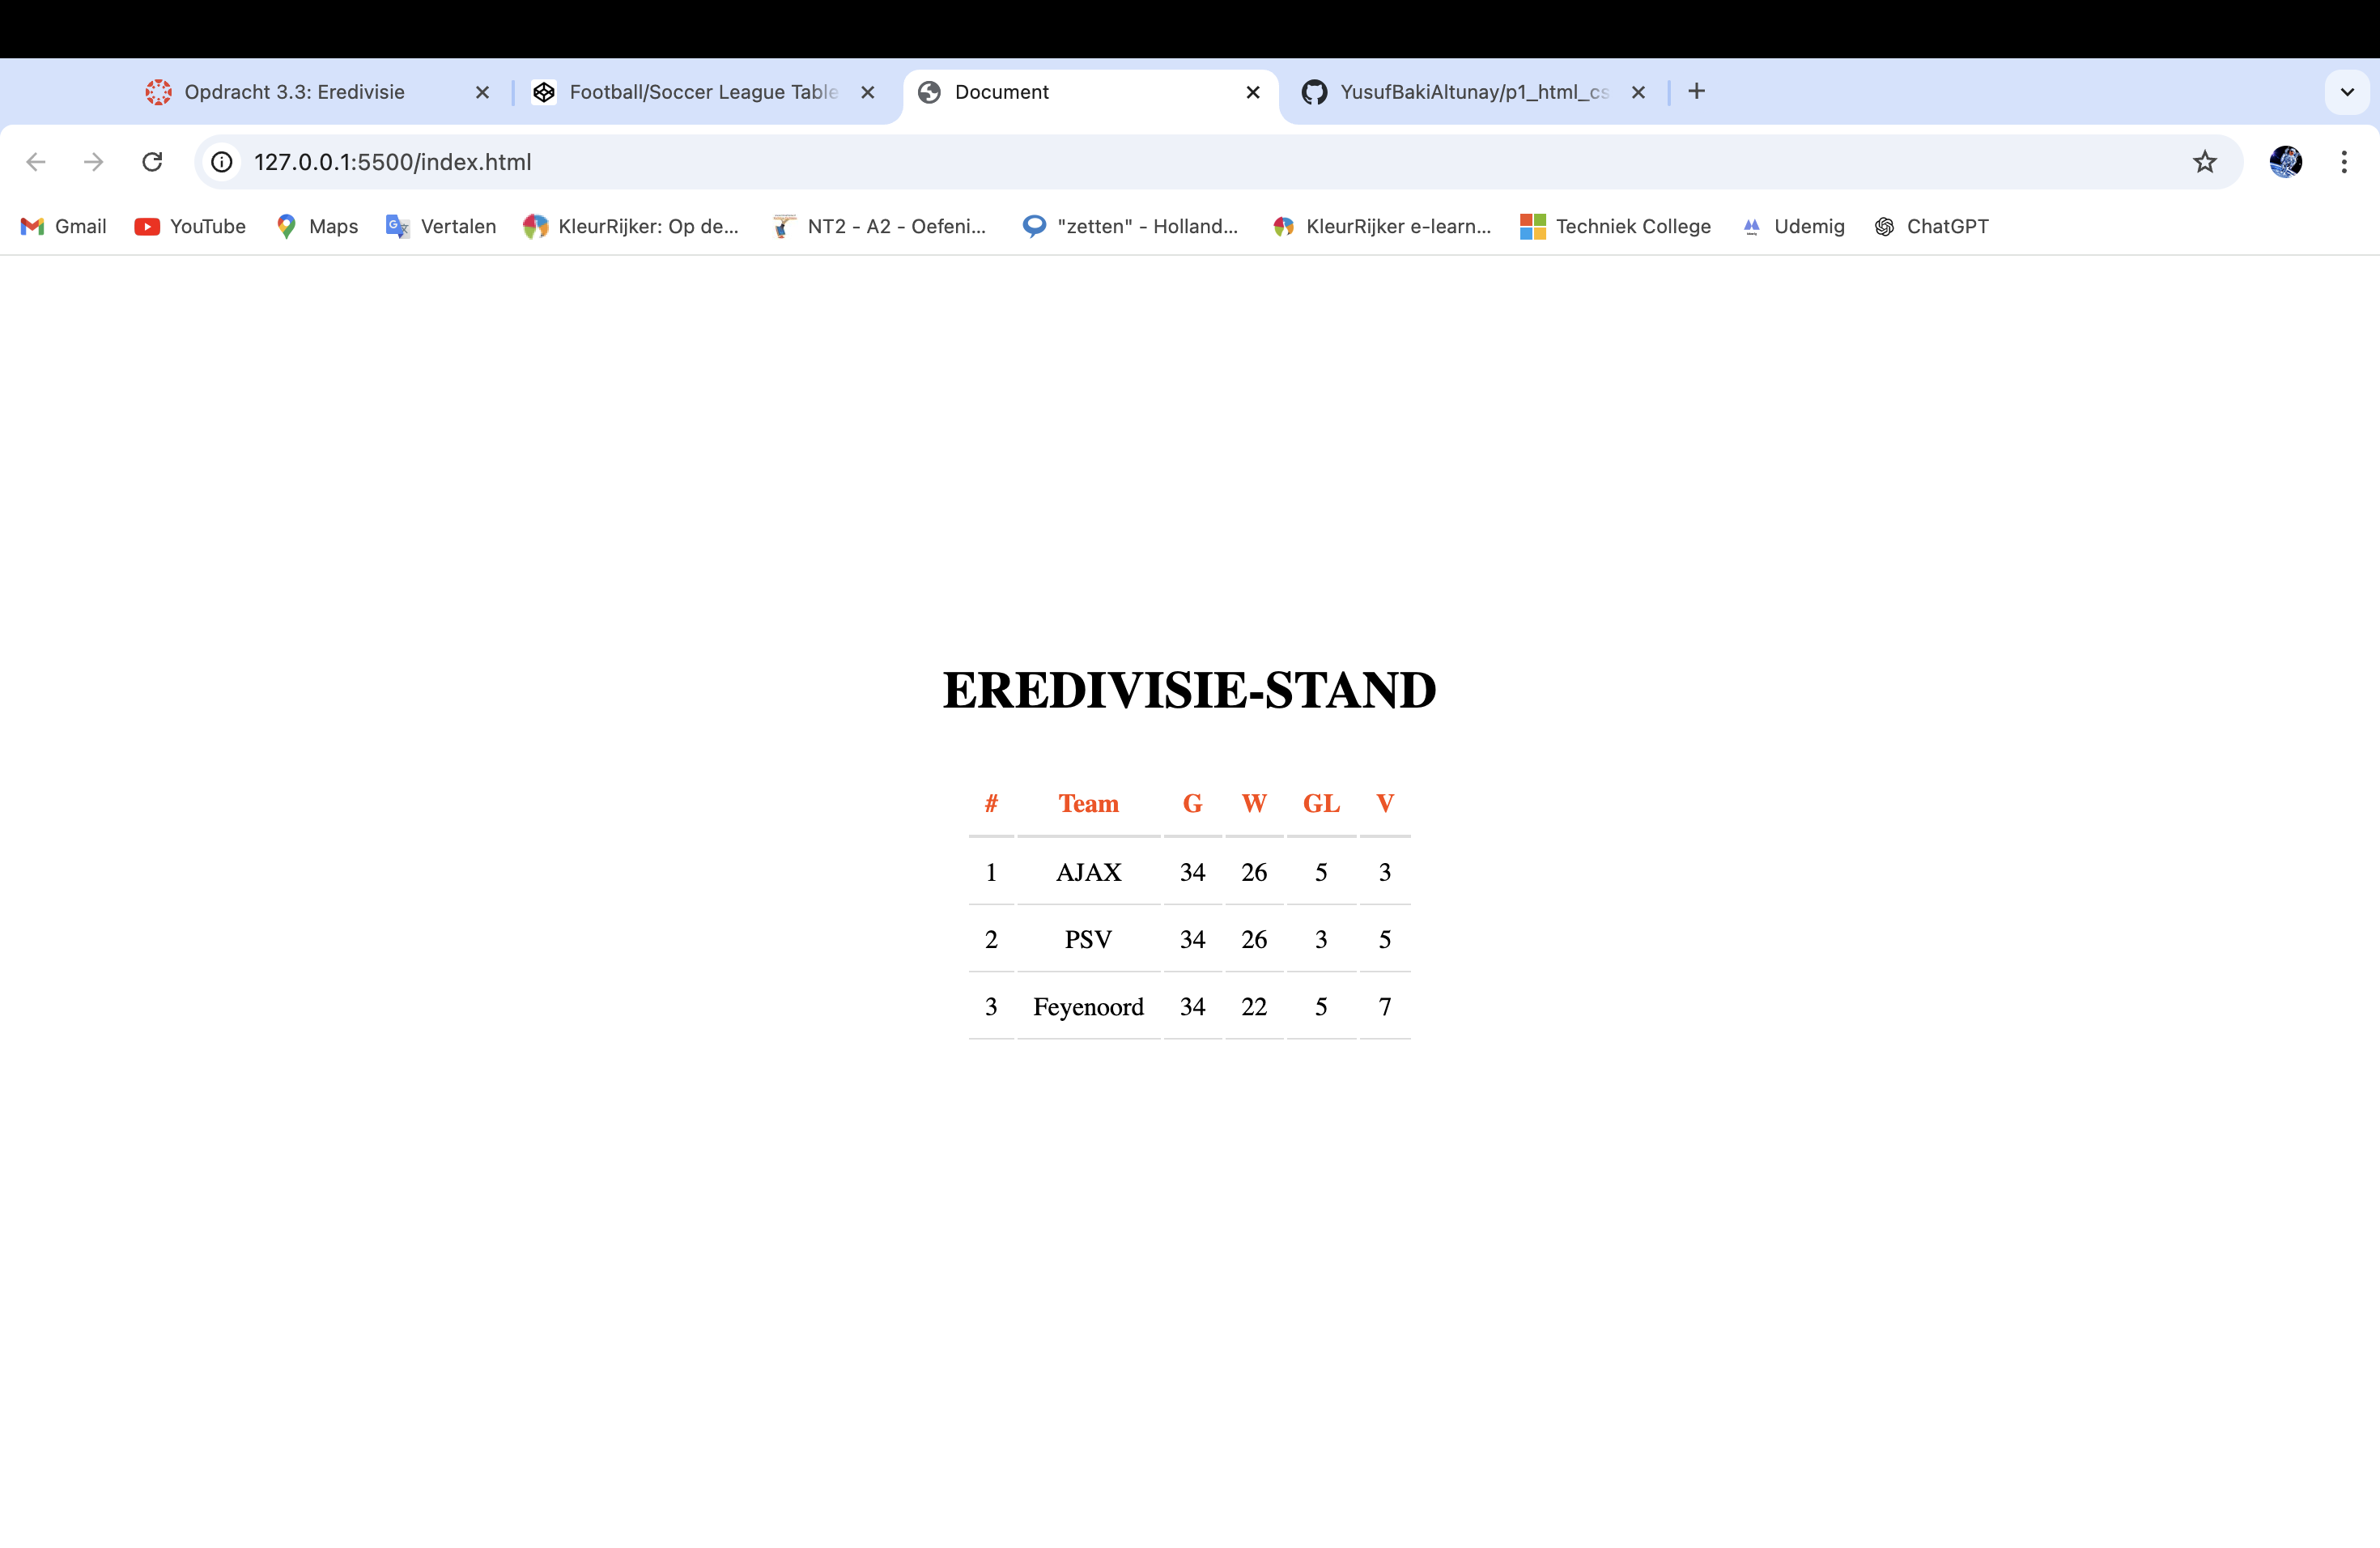 Opdracht 3.3: Eredivisie
Football/Soccer League Table
Document
YusufBakiAltunay/p1_html_cs
127.0.0.1:5500/index.html
Gmail YouTube Maps Vertalen KleurRijker: Op de... NT2 - A2 - Oefeni... "zetten" - Holland... KleurRijker e-learn... Techniek College Udemig ChatGPT
EREDIVISIE-STAND
# Team G W GL V
1 AJAX 34 26 5 3
2 PSV 34 26 3 5
3 Feyenoord 34 22 5 7